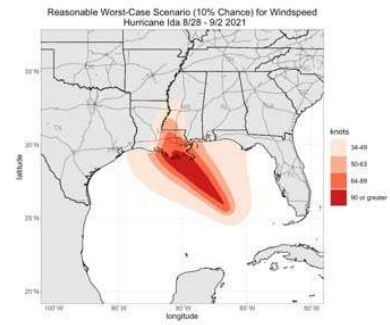 Reasonable Worst-Case Scenario (10% Chance) for Windspeed
Hurricane Ida 8/28 - 9/2 2021
latitude
30°N
25°N
20°N
100°W
95°W
90°W
85°W
80°W
longitude
knots
34-49
50-63
64-89
90 or greater